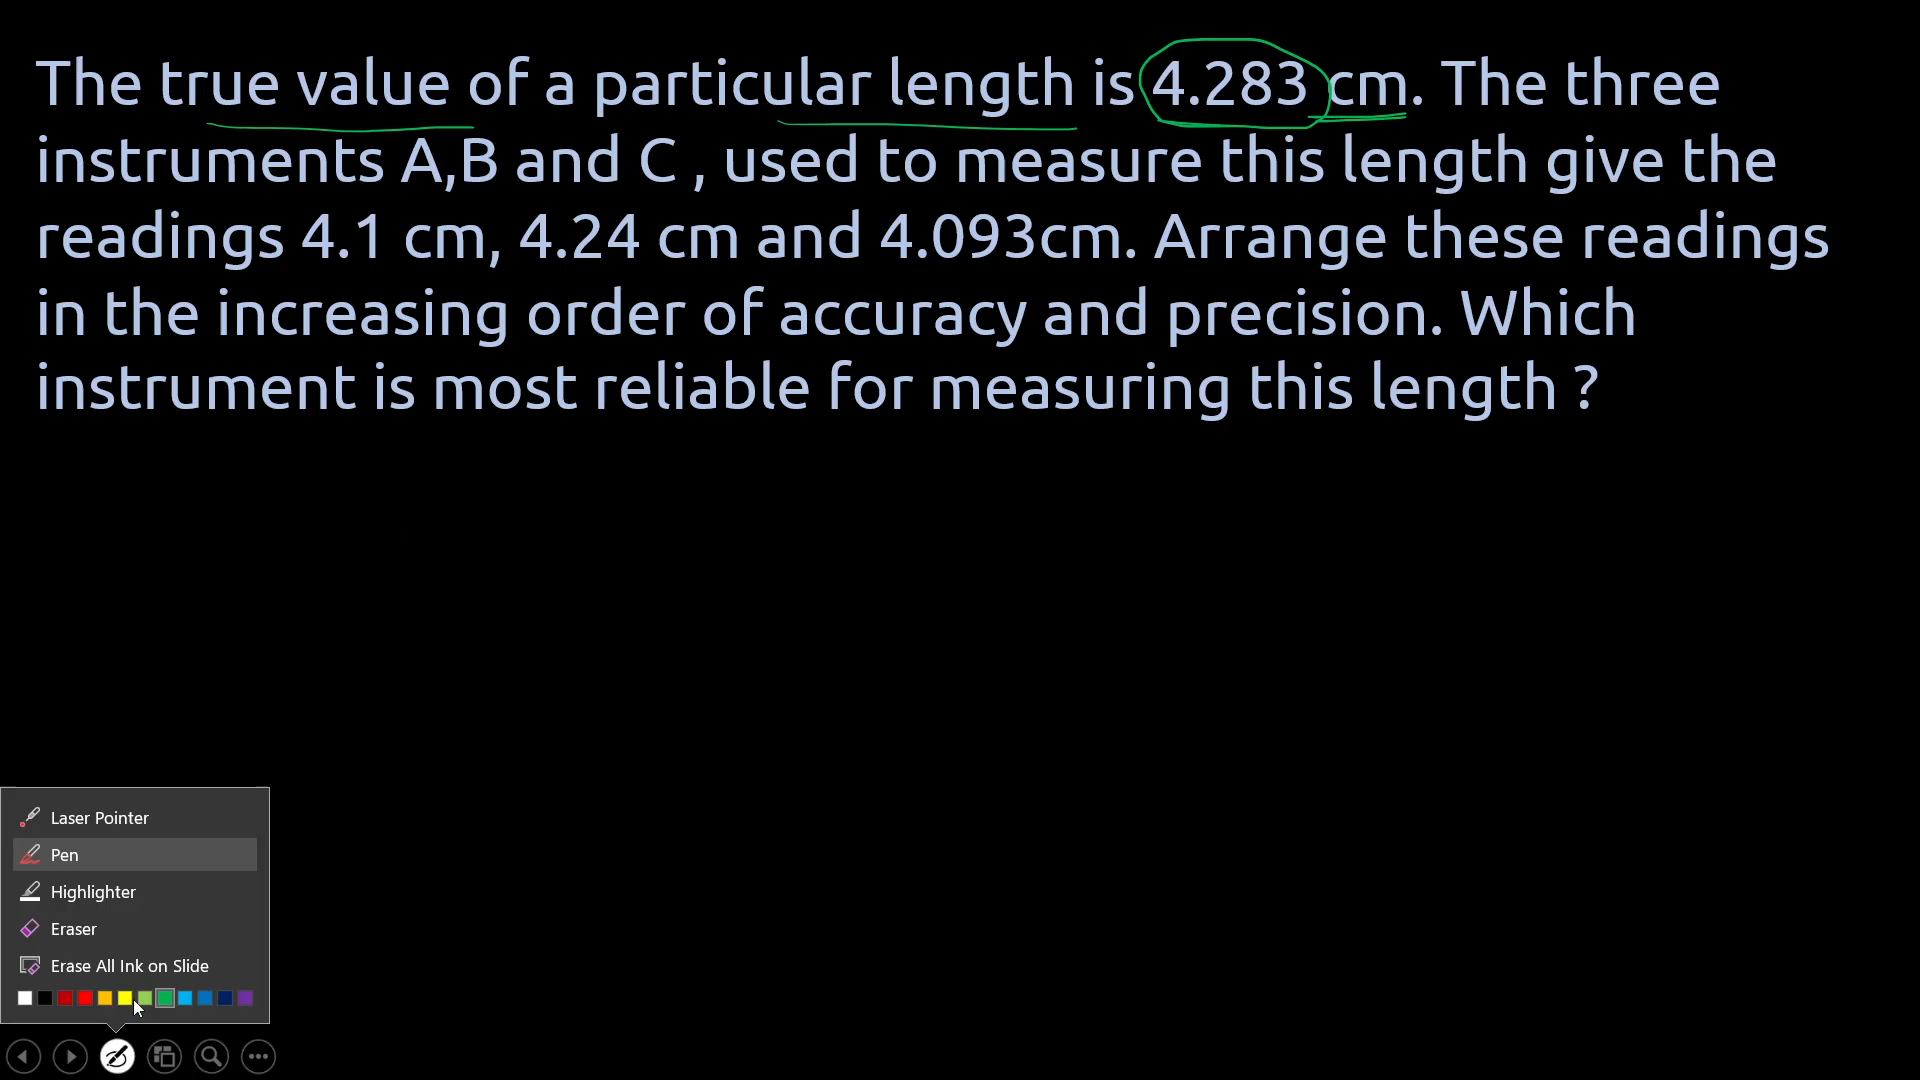 The true value of a particular length is 4.283 cm. The three
instruments A,B and C , used to measure this length give the
readings 4.1 cm, 4.24 cm and 4.093cm. Arrange these readings
in the increasing order of accuracy and precision. Which
instrument is most reliable for measuring this length ?
Laser Pointer
Pen
Highlighter
Eraser
Erase All Ink on Slide